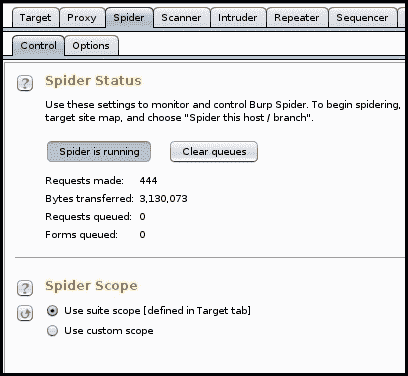 Target Proxy Spider Scanner Intruder Repeater Sequencer
Control Options
? Spider Status
Use these settings to monitor and control Burp Spider. To begin spidering,
target site map, and choose "Spider this host / branch".
Spider is running Clear queues
Requests made: 444
Bytes transferred: 3,130,073
Requests queued: 0
Forms queued: 0
? Spider Scope
Use suite scope [defined in Target tab]
Use custom scope